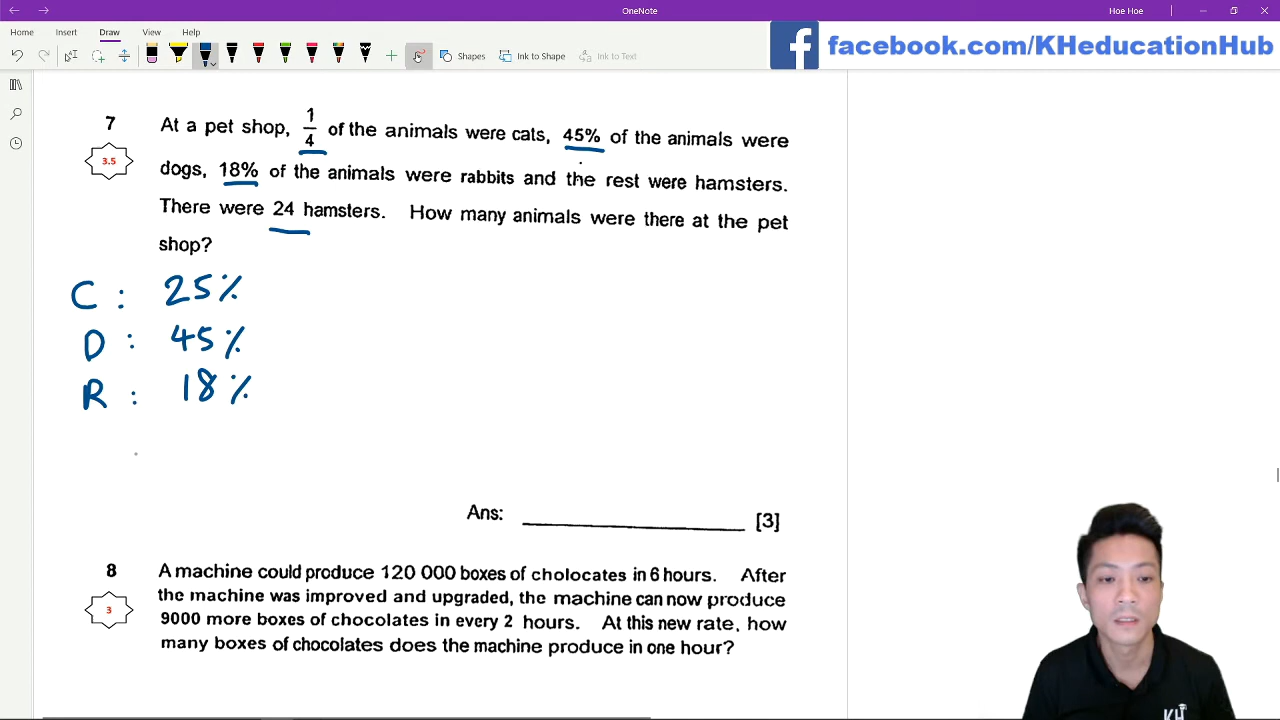 OneNote
Hoe Hoe
Home Insert Draw View Help
Shapes Ink to Shape Ink to Text
facebook.com/KHeducationHub
7 At a pet shop, 1/4 of the animals were cats, 45% of the animals were
3.5
dogs, 18% of the animals were rabbits and the rest were hamsters.
There were 24 hamsters. How many animals were there at the pet
shop?
C : 25%
D : 45%
R : 18%
Ans: ____________ [3]
8 A machine could produce 120 000 boxes of cholocates in 6 hours. After
3
the machine was improved and upgraded, the machine can now produce
9000 more boxes of chocolates in every 2 hours. At this new rate, how
many boxes of chocolates does the machine produce in one hour?
KH